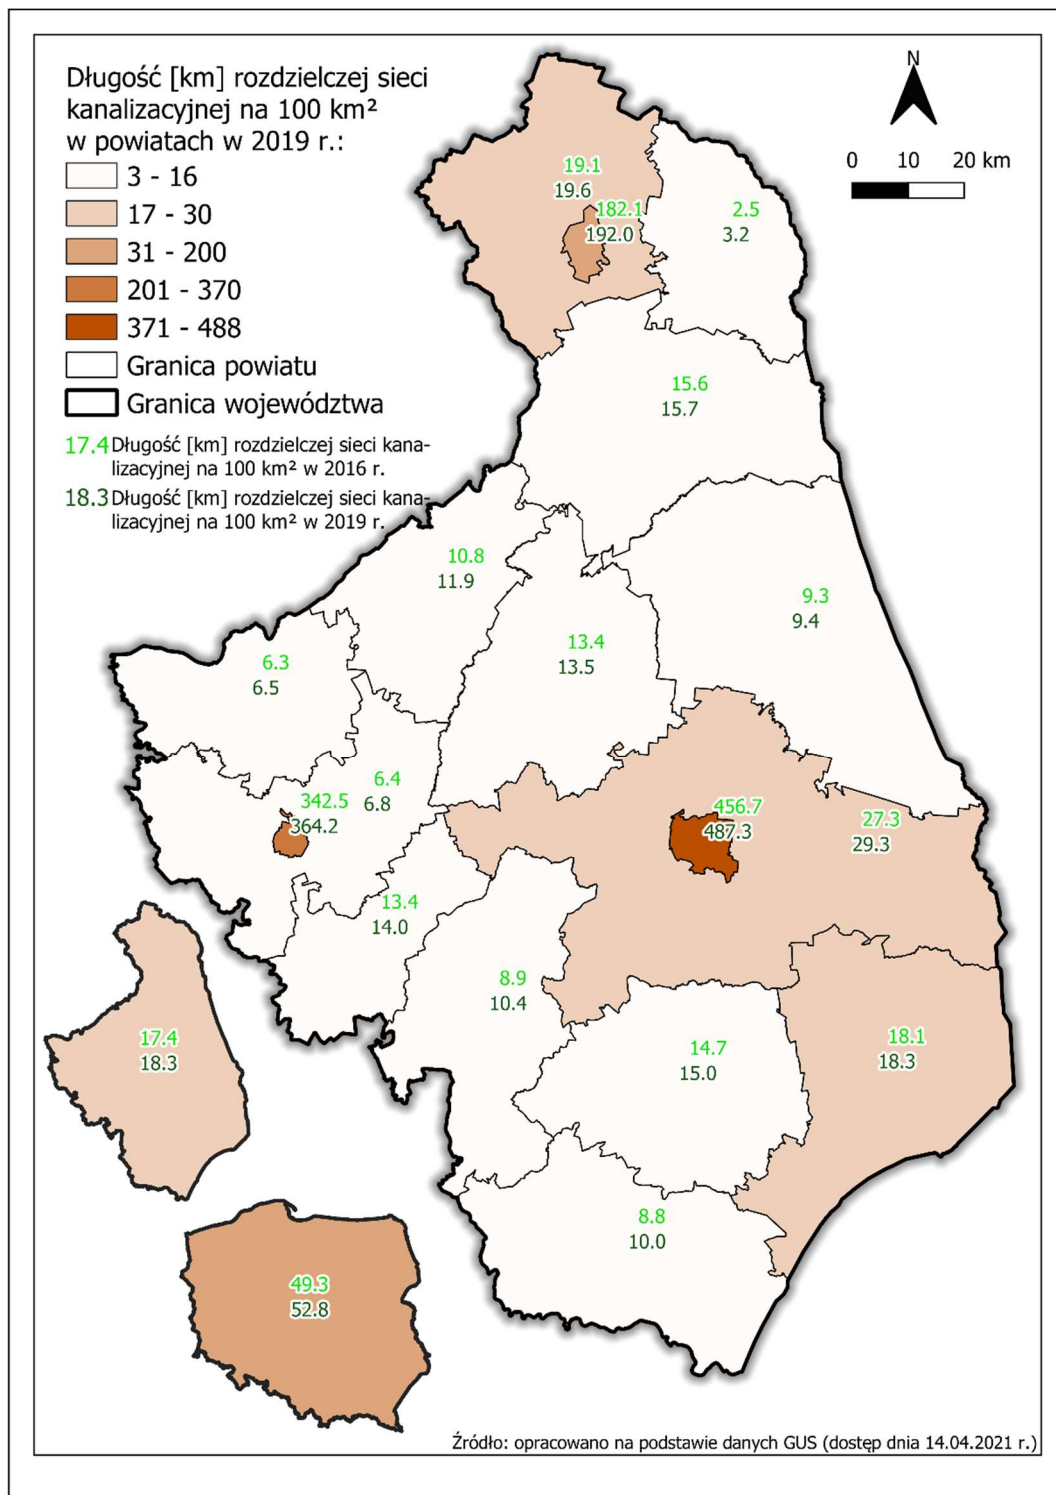 Długość [km] rozdzielczej sieci
kanalizacyjnej na 100 km²
w powiatach w 2019 r.:
3 - 16
17 - 30
31 - 200
201 - 370
371 - 488
Granica powiatu
Granica województwa
17.4 Długość [km] rozdzielczej sieci kana-
lizacyjnej na 100 km² w 2016 r.
18.3 Długość [km] rozdzielczej sieci kana-
lizacyjnej na 100 km² w 2019 r.
N
0 10 20 km
19.1
19.6
182.1
192.0
2.5
3.2
15.6
15.7
10.8
11.9
9.3
9.4
13.4
13.5
6.3
6.5
6.4
6.8
342.5
364.2
456.7
487.3
27.3
29.3
13.4
14.0
8.9
10.4
14.7
15.0
18.1
18.3
17.4
18.3
8.8
10.0
49.3
52.8
Źródło: opracowano na podstawie danych GUS (dostęp dnia 14.04.2021 r.)